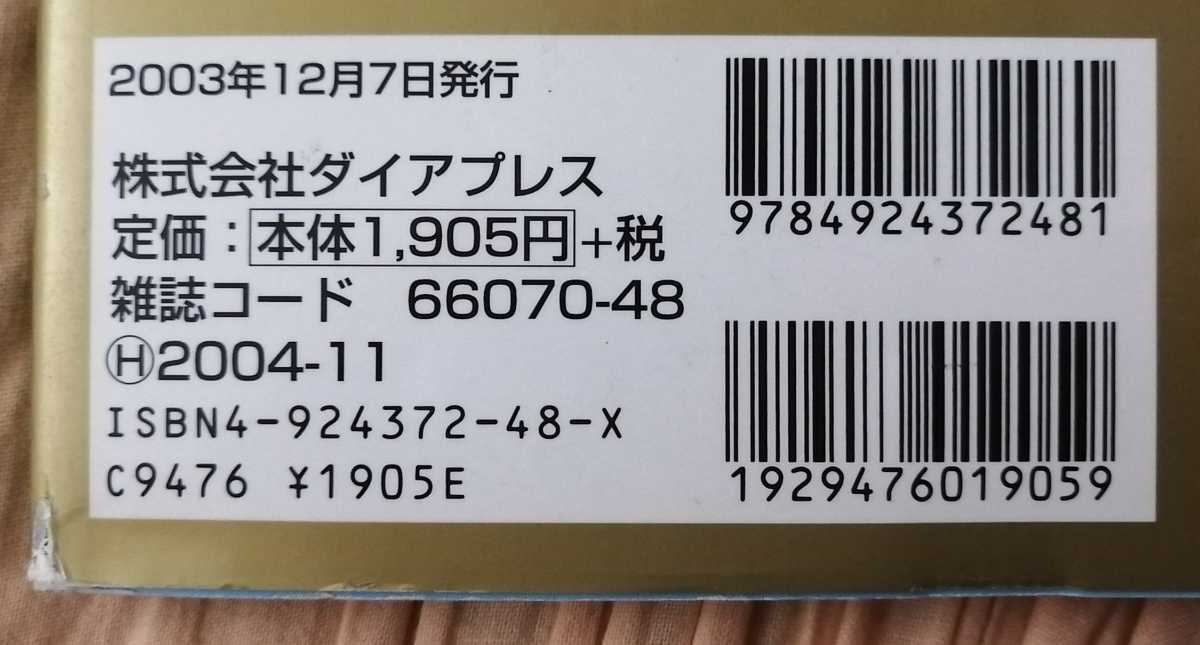 2003年12月7日発行
株式会社ダイアプレス
定価：本体1,905円+税
雑誌コード　66070-48
Ⓗ2004-11
ISBN4-924372-48-X
C9476 ¥1905E
9784924372481
1929476019059